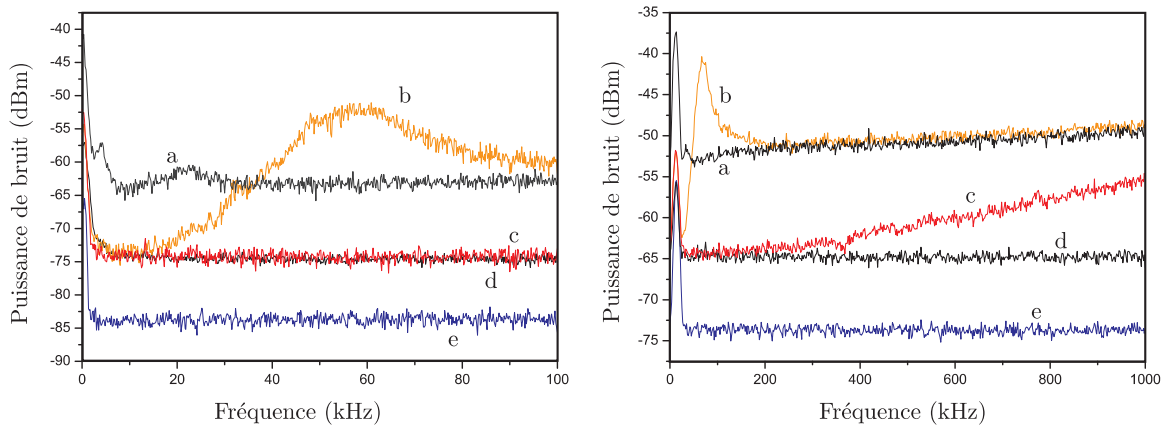 Puissance de bruit (dBm)
-40
-45
-50
-55
-60
-65
-70
-75
-80
-85
-90
a
b
c
d
e
0 20 40 60 80 100
Fréquence (kHz)
Puissance de bruit (dBm)
-35
-40
-45
-50
-55
-60
-65
-70
-75
b
a
c
d
e
0 200 400 600 800 1000
Fréquence (kHz)